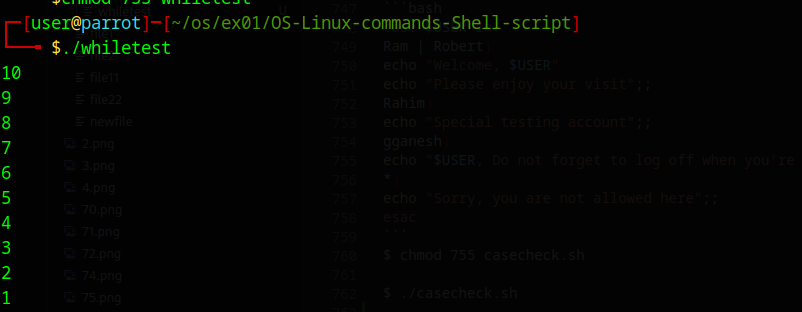 $chmod 755 whiletest
┌─[user@parrot]─[~/os/ex01/OS-Linux-commands-Shell-script]
└──╼ $./whiletest
10
9
8
7
6
5
4
3
2
1
file11
file22
newfile
2.png
3.png
4.png
70.png
71.png
72.png
74.png
75.png
747 ```bash
749 Ram | Robert
750 echo "Welcome, $USER"
751 echo "Please enjoy your visit";;
752 Rahim
753 echo "Special testing account";;
754 gganesh)
755 echo "$USER, Do not forget to log off when you're
756 *)
757 echo "Sorry, you are not allowed here";;
758 esac
759 ```
760 $ chmod 755 casecheck.sh
761
762 $ ./casecheck.sh